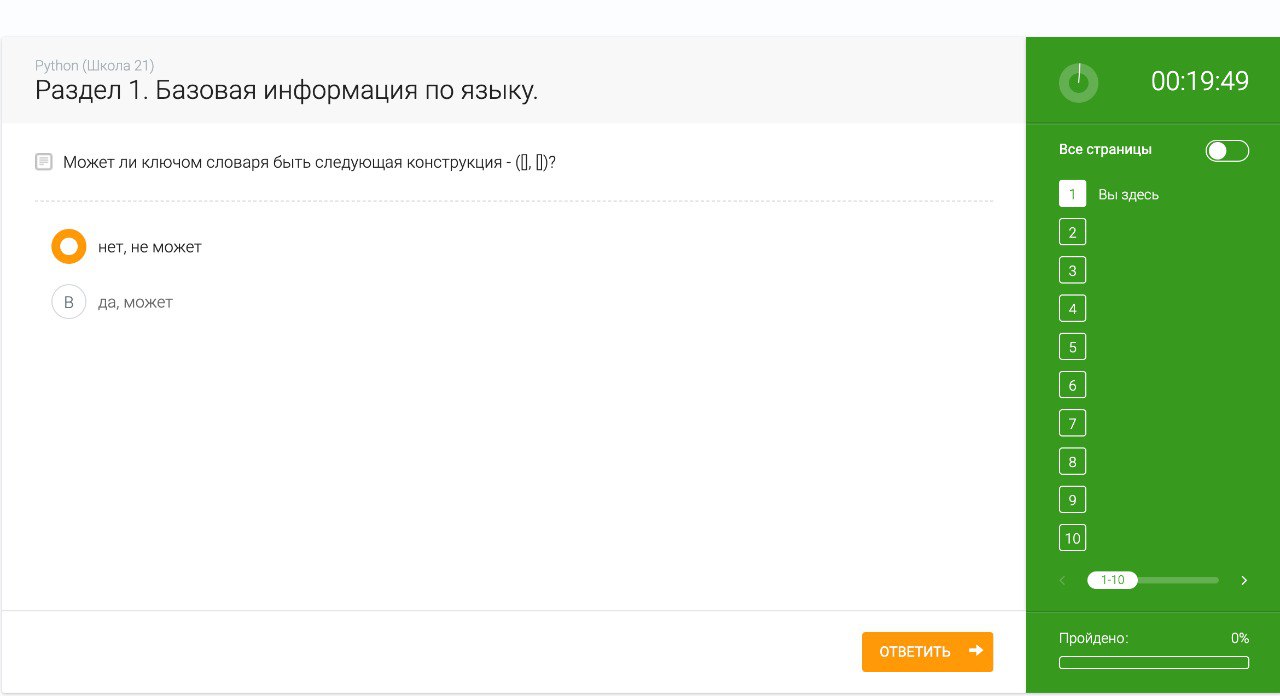 Python (Школа 21)
Раздел 1. Базовая информация по языку.
Может ли ключом словаря быть следующая конструкция - ([], [])?
нет, не может
B да, может
ОТВЕТИТЬ
00:19:49
Все страницы
1 Вы здесь
2
3
4
5
6
7
8
9
10
1-10
Пройдено: 0%